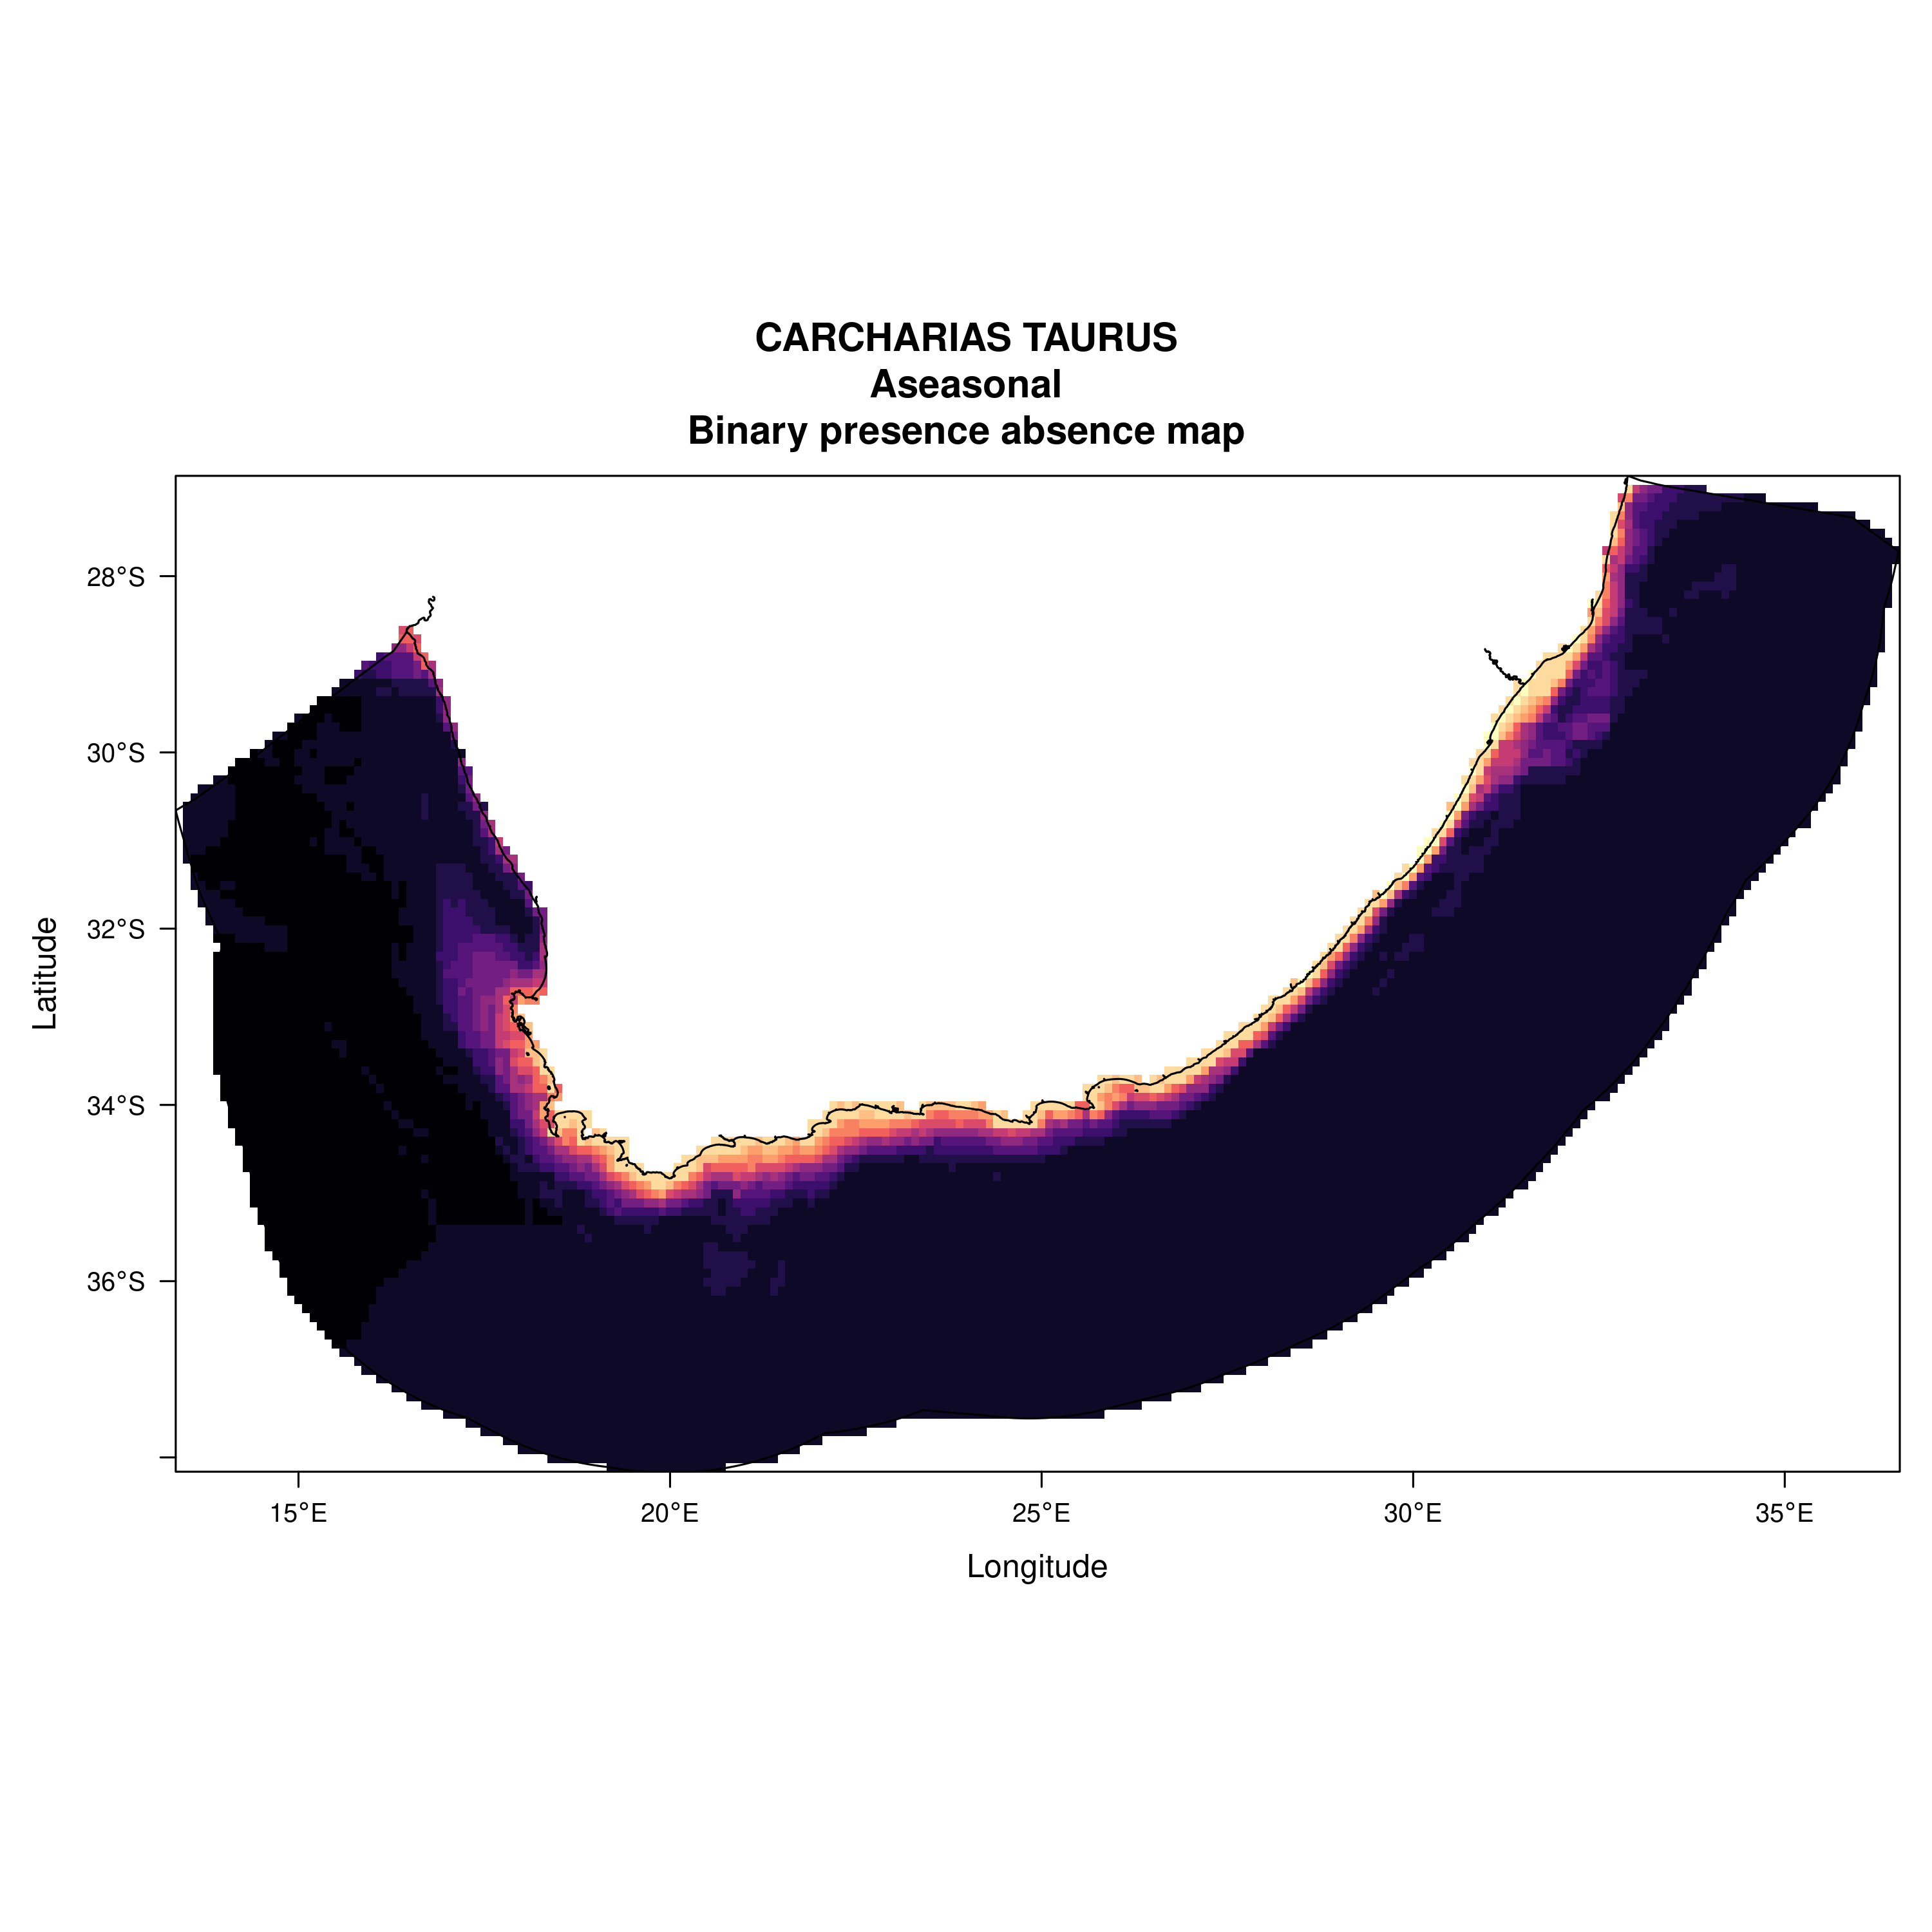 CARCHARIAS TAURUS
Aseasonal
Binary presence absence map
28°S
30°S
32°S
34°S
36°S
Latitude
15°E
20°E
25°E
30°E
35°E
Longitude